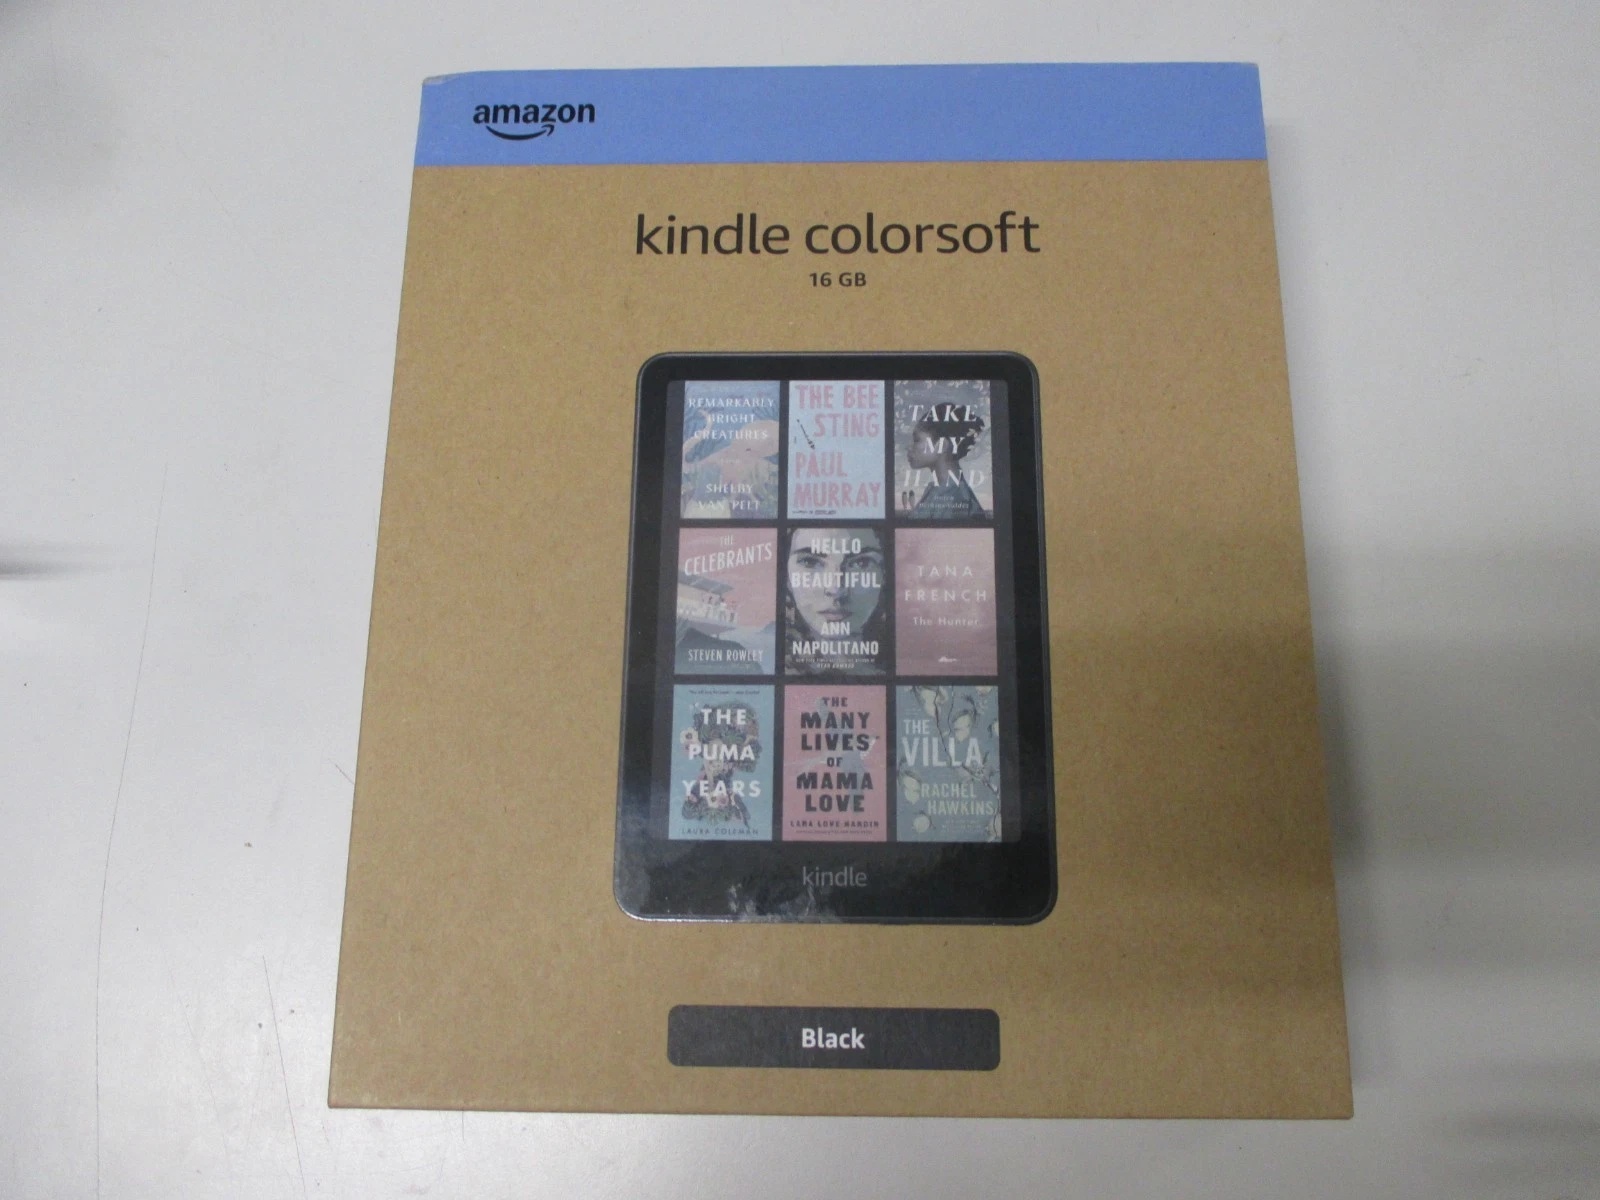 amazon
kindle colorsoft
16 GB
REMARKABLY
BRIGHT
CREATURES
SHELBY
VAN PELT
THE BEE
STING
PAUL
MURRAY
TAKE
MY
HAND
THE
CELEBRANTS
STEVEN ROWLEY
HELLO
BEAUTIFUL
ANN
NAPOLITANO
TANA
FRENCH
The Hunter
THE
PUMA
YEARS
LAURA COLEMAN
THE
MANY
LIVES
OF
MAMA
LOVE
LARA LOVE HARDIN
THE
VILLA
RACHEL
HAWKINS
kindle
Black